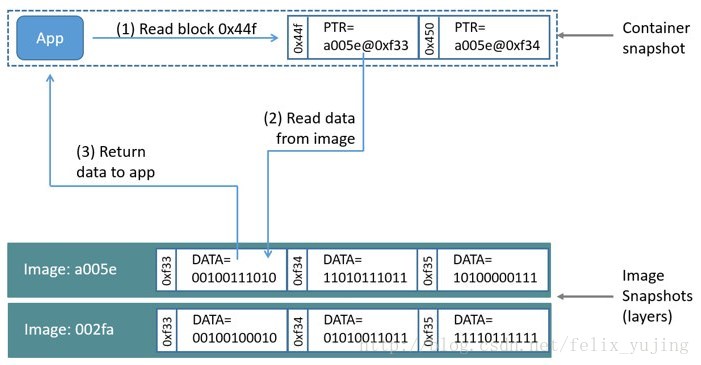 App
(1) Read block 0x44f
0x44f
PTR=
a005e@0xf33
0x450
PTR=
a005e@0xf34
Container
snapshot
(2) Read data
from image
(3) Return
data to app
Image: a005e
0xf33
DATA=
00100111010
0xf34
DATA=
11010111011
0xf35
DATA=
10100000111
Image
Snapshots
(layers)
Image: 002fa
0xf33
DATA=
00100100010
0xf34
DATA=
01010011011
0xf35
DATA=
11110111111
http://blog.csdn.net/felix_yujing